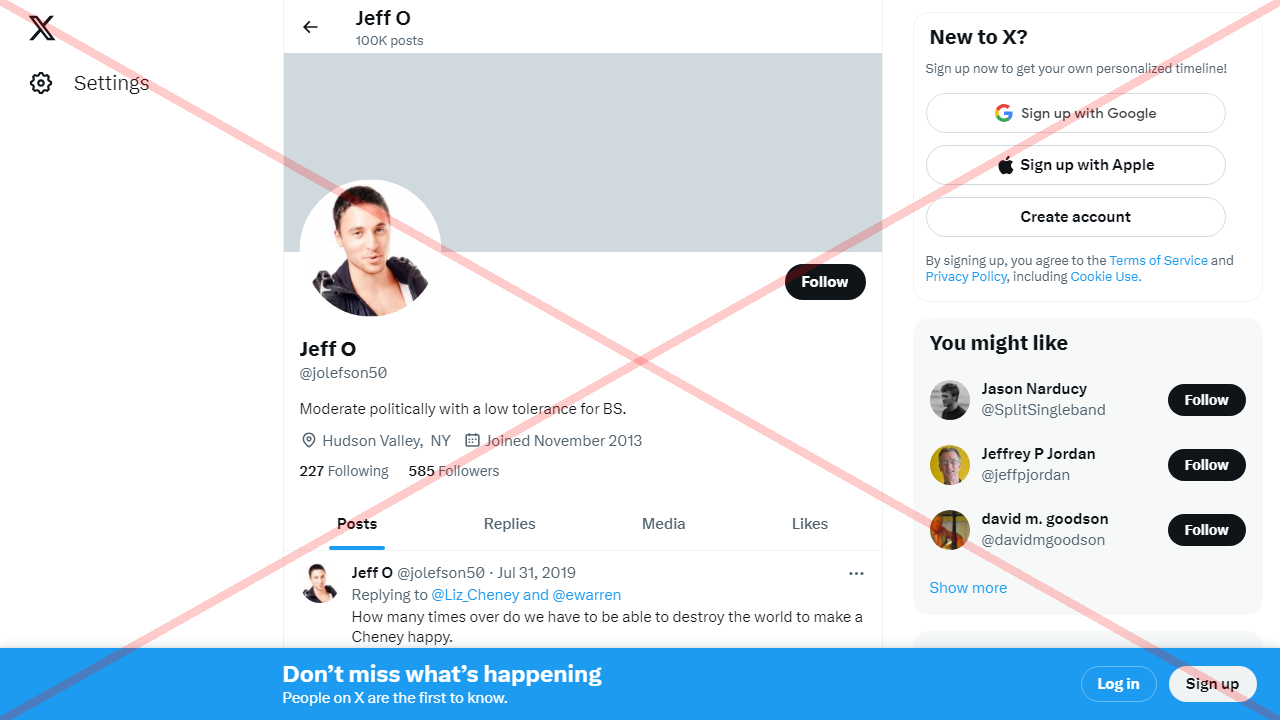 Settings
Jeff O
100K posts
Follow
Jeff O
@jolefson50
Moderate politically with a low tolerance for BS.
Hudson Valley, NY Joined November 2013
227 Following 585 Followers
Posts Replies Media Likes
Jeff O @jolefson50 · Jul 31, 2019
Replying to @Liz_Cheney and @ewarren
How many times over do we have to be able to destroy the world to make a
Cheney happy.
New to X?
Sign up now to get your own personalized timeline!
Sign up with Google
Sign up with Apple
Create account
By signing up, you agree to the Terms of Service and
Privacy Policy, including Cookie Use.
You might like
Jason Narducy
@SplitSingleband
Follow
Jeffrey P Jordan
@jeffpjordan
Follow
david m. goodson
@davidmgoodson
Follow
Show more
Don’t miss what’s happening
People on X are the first to know.
Log in
Sign up